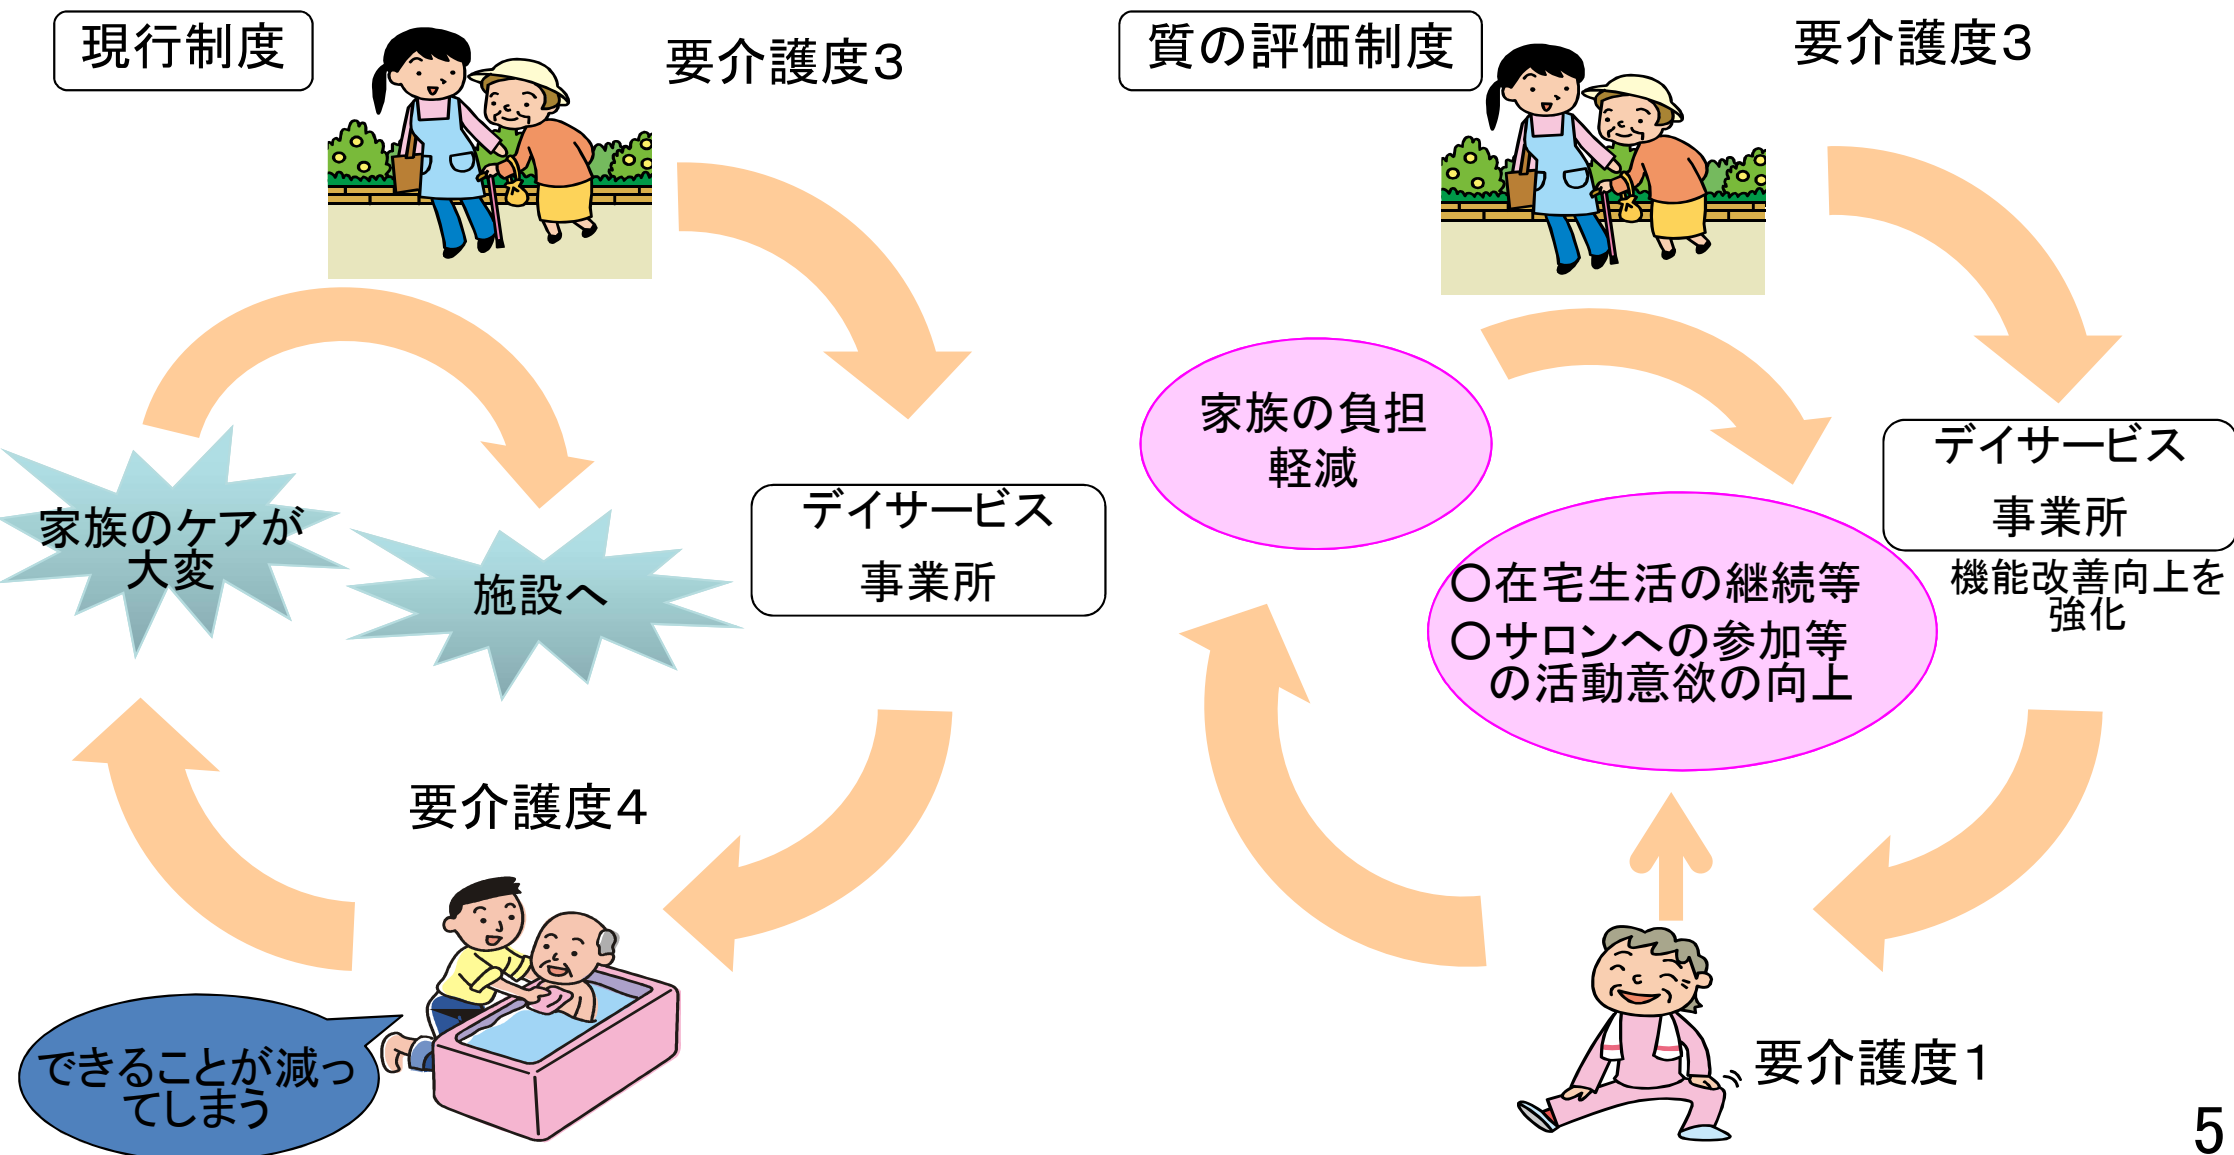 現行制度
要介護度3
家族のケアが
大変
施設へ
デイサービス
事業所
要介護度4
できることが減っ
てしまう
質の評価制度
要介護度3
家族の負担
軽減
デイサービス
事業所
機能改善向上を
強化
〇在宅生活の継続等
〇サロンへの参加等
の活動意欲の向上
要介護度1
5